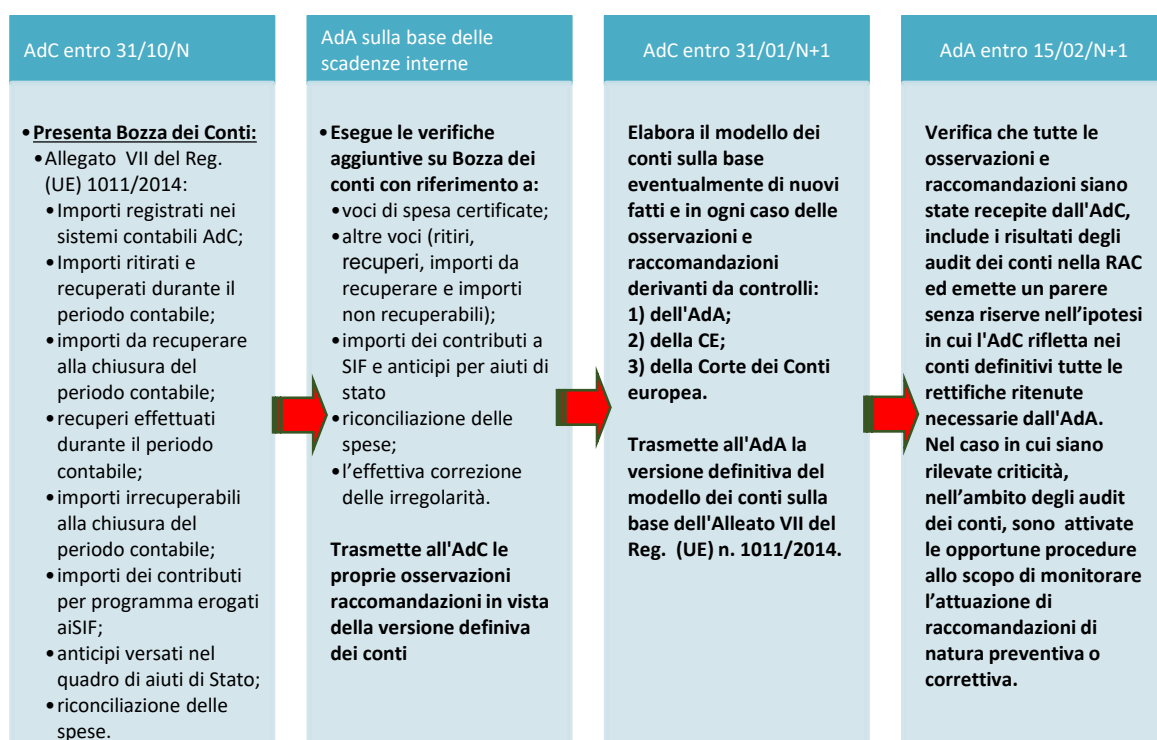 AdC entro 31/10/N
•Presenta Bozza dei Conti:
•Allegato VII del Reg.
(UE) 1011/2014:
•Importi registrati nei
sistemi contabili AdC;
•Importi ritirati e
recuperati durante il
periodo contabile;
•importi da recuperare
alla chiusura del
periodo contabile;
•recuperi effettuati
durante il periodo
contabile;
•importi irrecuperabili
alla chiusura del
periodo contabile;
•importi dei contributi
per programma erogati
aiSIF;
•anticipi versati nel
quadro di aiuti di Stato;
•riconciliazione delle
spese.
AdA sulla base delle
scadenze interne
•Esegue le verifiche
aggiuntive su Bozza dei
conti con riferimento a:
•voci di spesa certificate;
•altre voci (ritiri,
recuperi, importi da
recuperare e importi
non recuperabili);
•importi dei contributi a
SIF e anticipi per aiuti di
stato
•riconciliazione delle
spese;
•l'effettiva correzione
delle irregolarità.
Trasmette all'AdC le
proprie osservazioni
raccomandazioni in vista
della versione definiva
dei conti
AdC entro 31/01/N+1
Elabora il modello dei
conti sulla base
eventualmente di nuovi
fatti e in ogni caso delle
osservazioni e
raccomandazioni
derivanti da controlli:
1) dell'AdA;
2) della CE;
3) della Corte dei Conti
europea.
Trasmette all'AdA la
versione definitiva del
modello dei conti sulla
base dell'Alleato VII del
Reg. (UE) n. 1011/2014.
AdA entro 15/02/N+1
Verifica che tutte le
osservazioni e
raccomandazioni siano
state recepite dall'AdC,
include i risultati degli
audit dei conti nella RAC
ed emette un parere
senza riserve nell'ipotesi
in cui l'AdC rifletta nei
conti definitivi tutte le
rettifiche ritenute
necessarie dall'AdA.
Nel caso in cui siano
rilevate criticità,
nell'ambito degli audit
dei conti, sono attivate
le opportune procedure
allo scopo di monitorare
l'attuazione di
raccomandazioni di
natura preventiva o
correttiva.